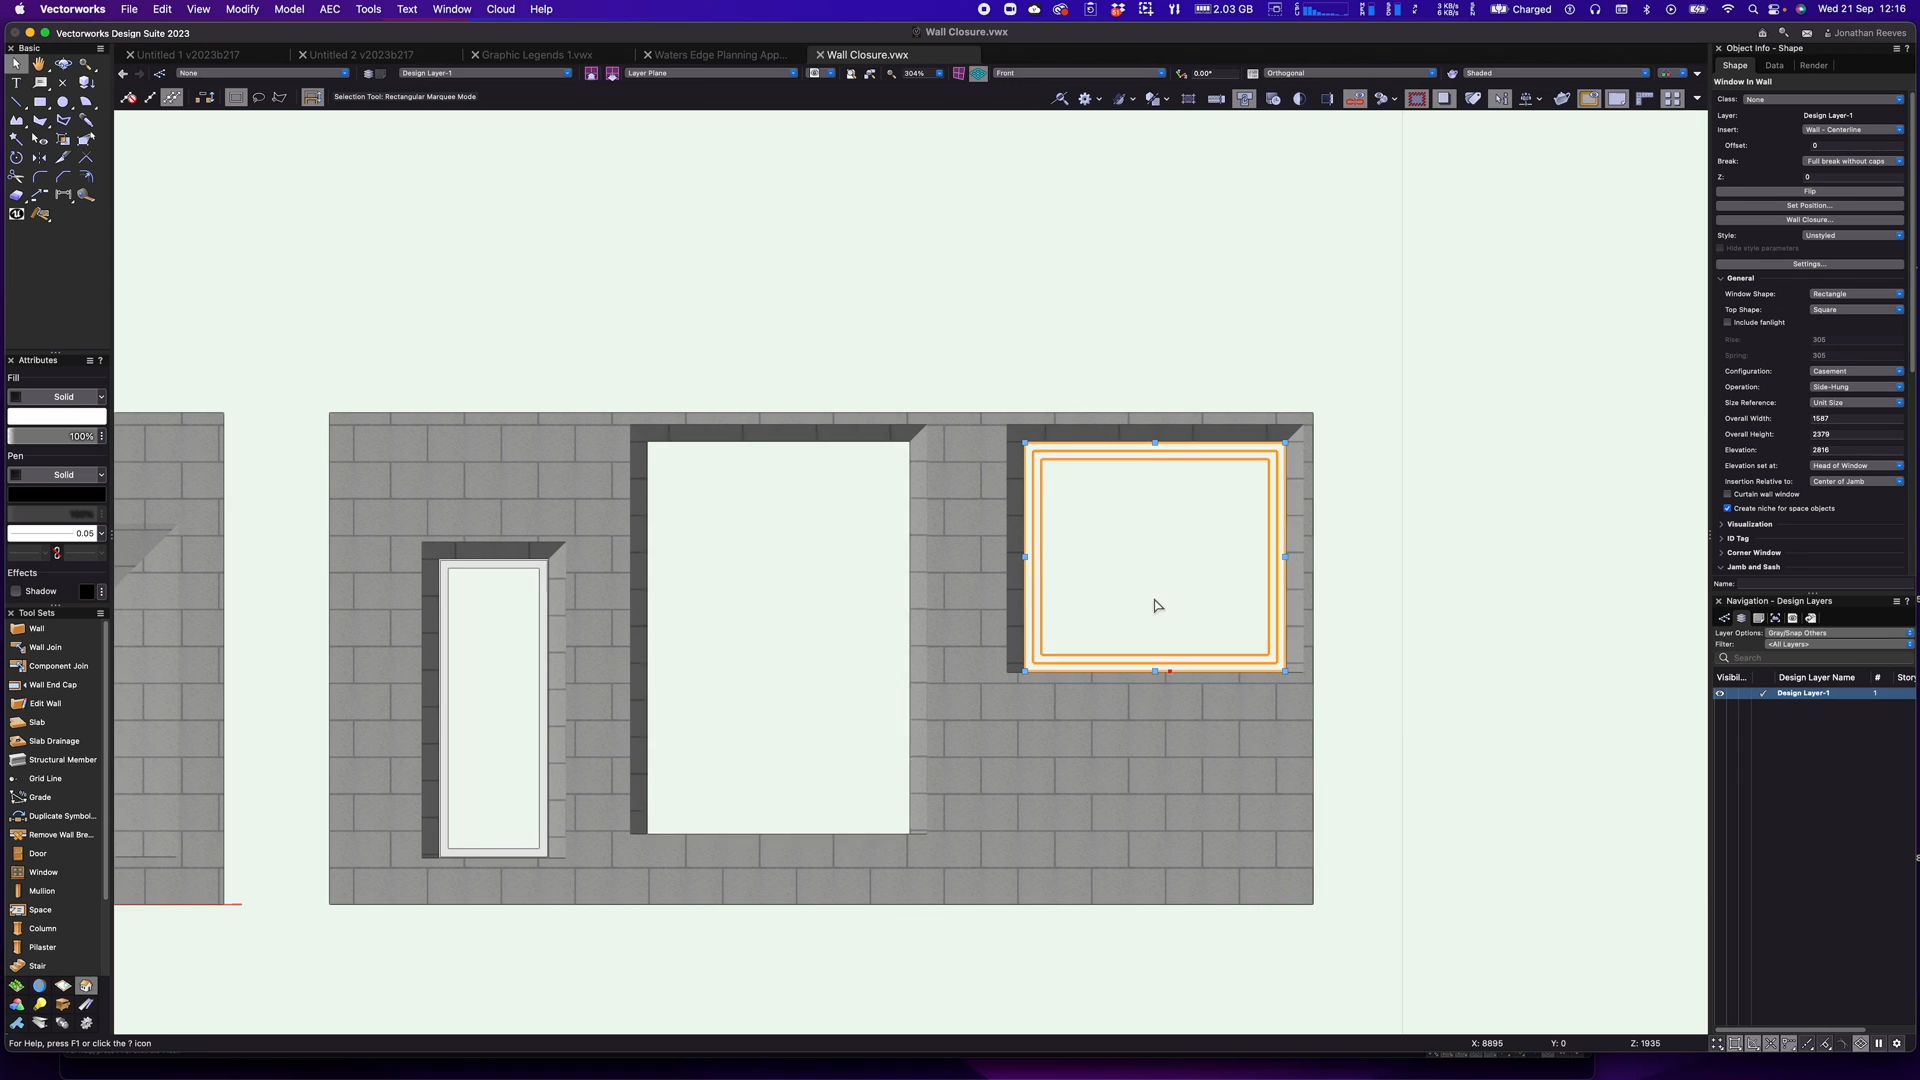 Vectorworks File Edit View Modify Model AEC Tools Text Window Cloud Help
2.03 GB
3 KB/s
6 KB/s
Charged
Wed 21 Sep 12:16
Vectorworks Design Suite 2023
Wall Closure.vwx
Jonathan Reeves
Basic
Untitled 1 v2023b217
Untitled 2 v2023b217
Graphic Legends 1.vwx
Waters Edge Planning App...
Wall Closure.vwx
None
Design Layer-1
Layer Plane
304%
Front
0.00°
Orthogonal
Shaded
Selection Tool: Rectangular Marquee Mode
Attributes
Fill
Solid
100%
Pen
Solid
0.05
Effects
Shadow
Tool Sets
Wall
Wall Join
Component Join
Wall End Cap
Edit Wall
Slab
Slab Drainage
Structural Member
Grid Line
Grade
Duplicate Symbol...
Remove Wall Bre...
Door
Window
Mullion
Space
Column
Pilaster
Stair
Object Info - Shape
Shape Data Render
Window In Wall
Class: None
Layer: Design Layer-1
Insert: Wall - Centerline
Offset: 0
Break: Full break without caps
Z: 0
Flip
Set Position...
Wall Closure...
Style: Unstyled
Hide style parameters
Settings...
General
Window Shape: Rectangle
Top Shape: Square
Include fanlight
Rise: 305
Spring: 305
Configuration: Casement
Operation: Side-Hung
Size Reference: Unit Size
Overall Width: 1587
Overall Height: 2379
Elevation: 2816
Elevation set at: Head of Window
Insertion Relative to: Center of Jamb
Curtain wall window
Create niche for space objects
Visualization
ID Tag
Corner Window
Jamb and Sash
Name:
Navigation - Design Layers
Layer Options: Gray/Snap Others
Filter: <All Layers>
Search
Visibil... Design Layer Name # Story
Design Layer-1 1
For Help, press F1 or click the ? icon
X: 8895 Y: 0 Z: 1935